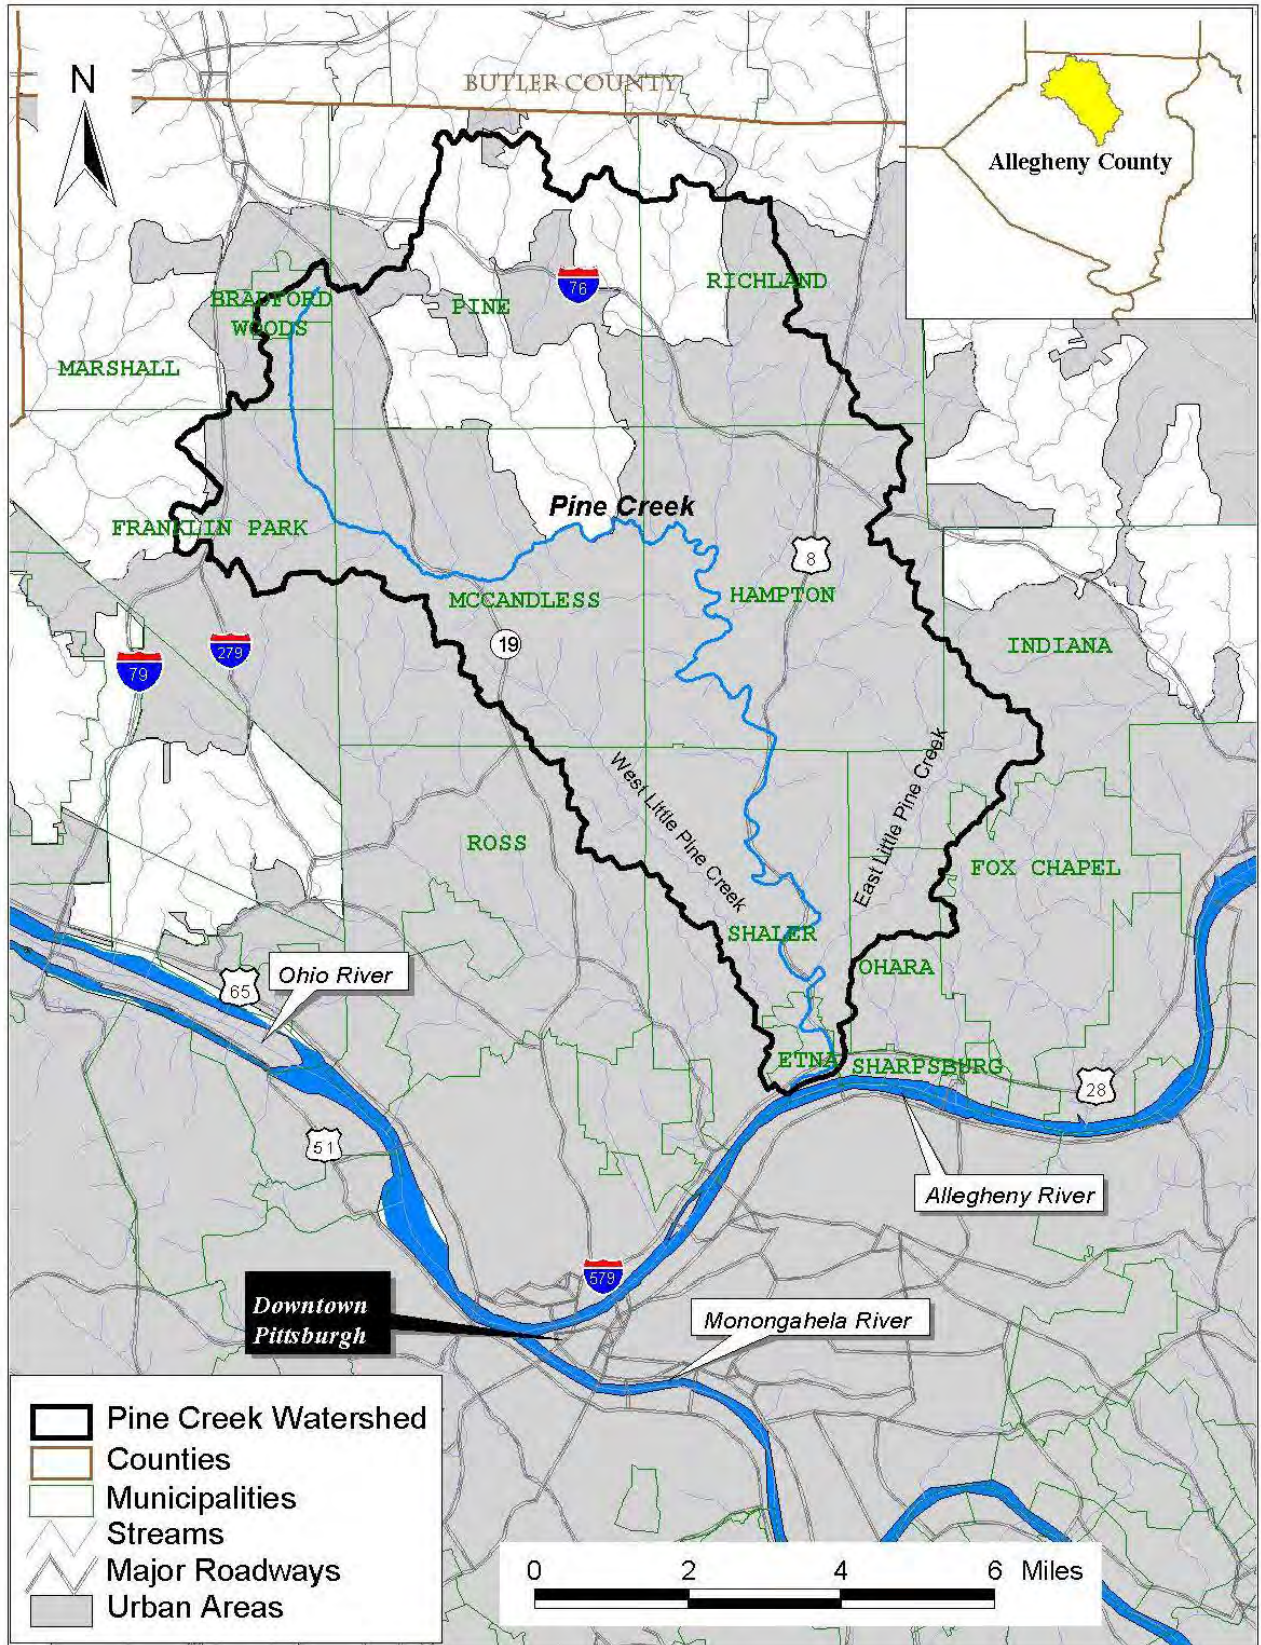 N
BUTLER COUNTY
Allegheny County
RICHLAND
76
BRADFORD
WOODS
PINE
MARSHALL
Pine Creek
FRANKLIN PARK
8
MCCANDLESS
HAMPTON
19
INDIANA
279
79
West Little Pine Creek
East Little Pine Creek
ROSS
FOX CHAPEL
SHALER
OHARA
Ohio River
65
ETNA
SHARPSBURG
28
51
Allegheny River
579
Downtown
Pittsburgh
Monongahela River
Pine Creek Watershed
Counties
Municipalities
Streams
Major Roadways
Urban Areas
0 2 4 6 Miles